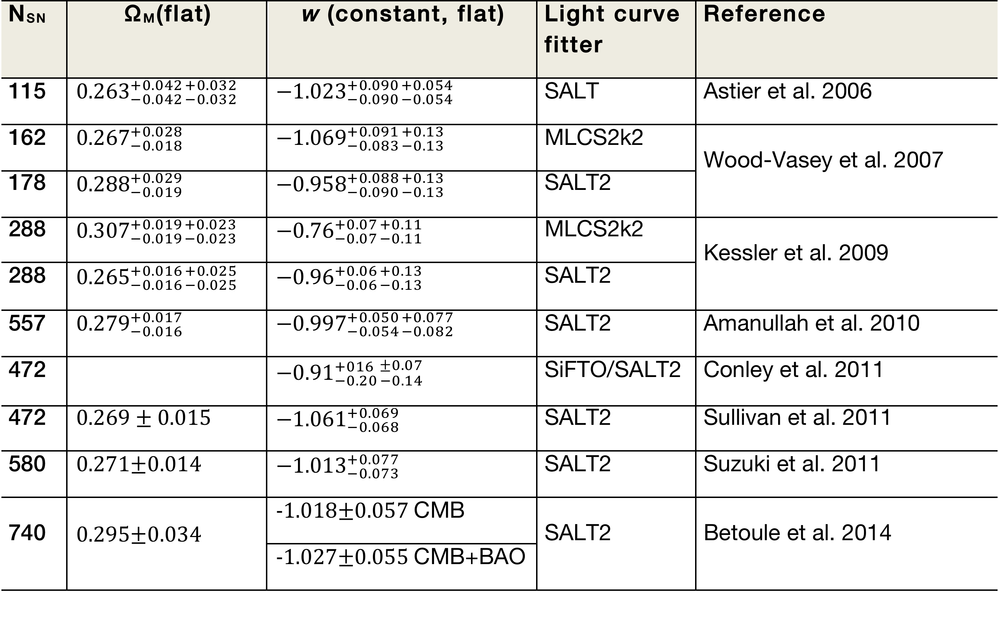 N_SN Ω_M(flat) w (constant, flat) Light curve fitter Reference
115 0.263^{+0.042 +0.032}_{−0.042 −0.032} −1.023^{+0.090 +0.054}_{−0.090 −0.054} SALT Astier et al. 2006
162 0.267^{+0.028}_{−0.018} −1.069^{+0.091 +0.13}_{−0.083 −0.13} MLCS2k2 Wood-Vasey et al. 2007
178 0.288^{+0.029}_{−0.019} −0.958^{+0.088 +0.13}_{−0.090 −0.13} SALT2
288 0.307^{+0.019 +0.023}_{−0.019 −0.023} −0.76^{+0.07 +0.11}_{−0.07 −0.11} MLCS2k2 Kessler et al. 2009
288 0.265^{+0.016 +0.025}_{−0.016 −0.025} −0.96^{+0.06 +0.13}_{−0.06 −0.13} SALT2
557 0.279^{+0.017}_{−0.016} −0.997^{+0.050 +0.077}_{−0.054 −0.082} SALT2 Amanullah et al. 2010
472 −0.91^{+016 ±0.07}_{−0.20 −0.14} SiFTO/SALT2 Conley et al. 2011
472 0.269 ± 0.015 −1.061^{+0.069}_{−0.068} SALT2 Sullivan et al. 2011
580 0.271±0.014 −1.013^{+0.077}_{−0.073} SALT2 Suzuki et al. 2011
740 0.295±0.034 -1.018±0.057 CMB SALT2 Betoule et al. 2014
-1.027±0.055 CMB+BAO